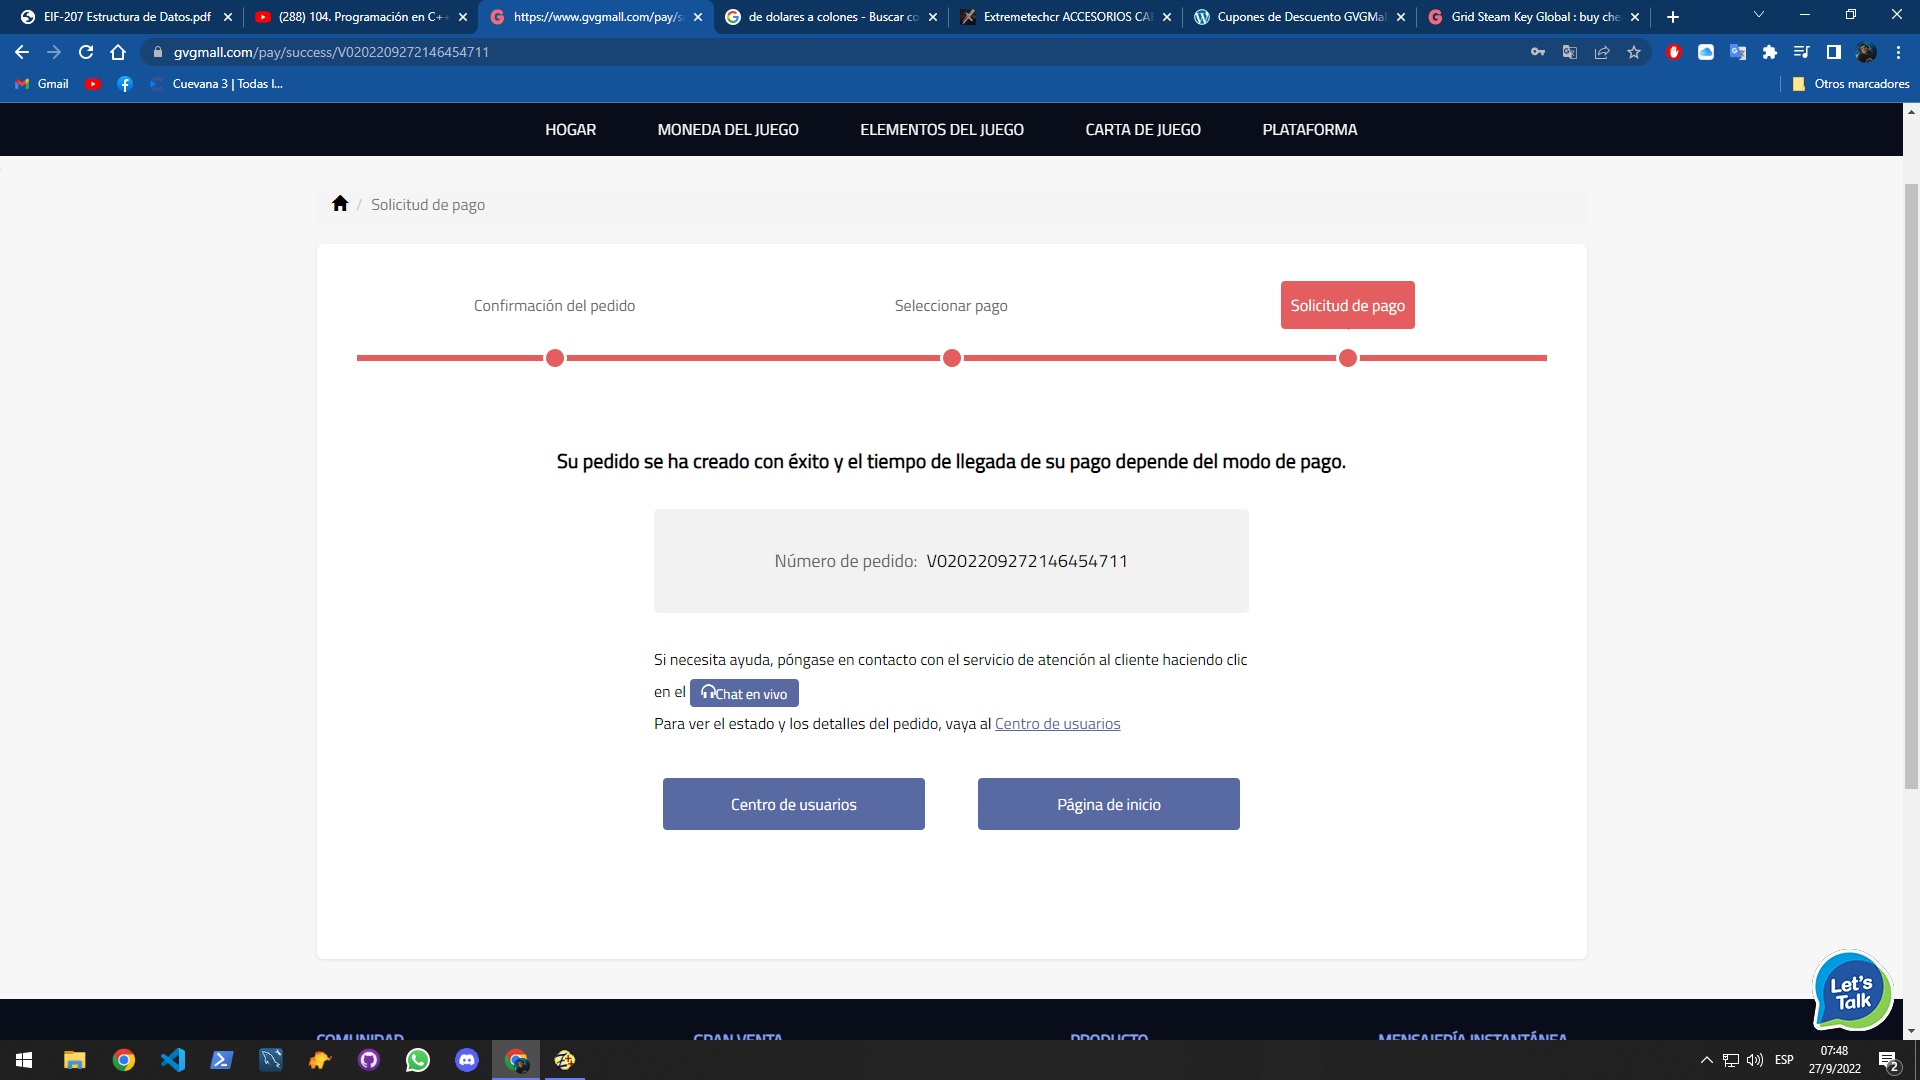 EIF-207 Estructura de Datos.pdf
(288) 104. Programación en C++
https://www.gvgmall.com/pay/s
de dolares a colones - Buscar co
Extremetechcr ACCESORIOS CA
Cupones de Descuento GVGMa
Grid Steam Key Global : buy che
gvgmall.com/pay/success/V0202209272146454711
Gmail
Cuevana 3 | Todas l...
Otros marcadores
HOGAR
MONEDA DEL JUEGO
ELEMENTOS DEL JUEGO
CARTA DE JUEGO
PLATAFORMA
/ Solicitud de pago
Confirmación del pedido
Seleccionar pago
Solicitud de pago
Su pedido se ha creado con éxito y el tiempo de llegada de su pago depende del modo de pago.
Número de pedido: V0202209272146454711
Si necesita ayuda, póngase en contacto con el servicio de atención al cliente haciendo clic
en el Chat en vivo
Para ver el estado y los detalles del pedido, vaya al Centro de usuarios
Centro de usuarios
Página de inicio
Let's
Talk
COMUNIDAD
GRAN VENTA
PRODUCTO
MENSAJERÍA INSTANTÁNEA
ESP
07:48
27/9/2022
2